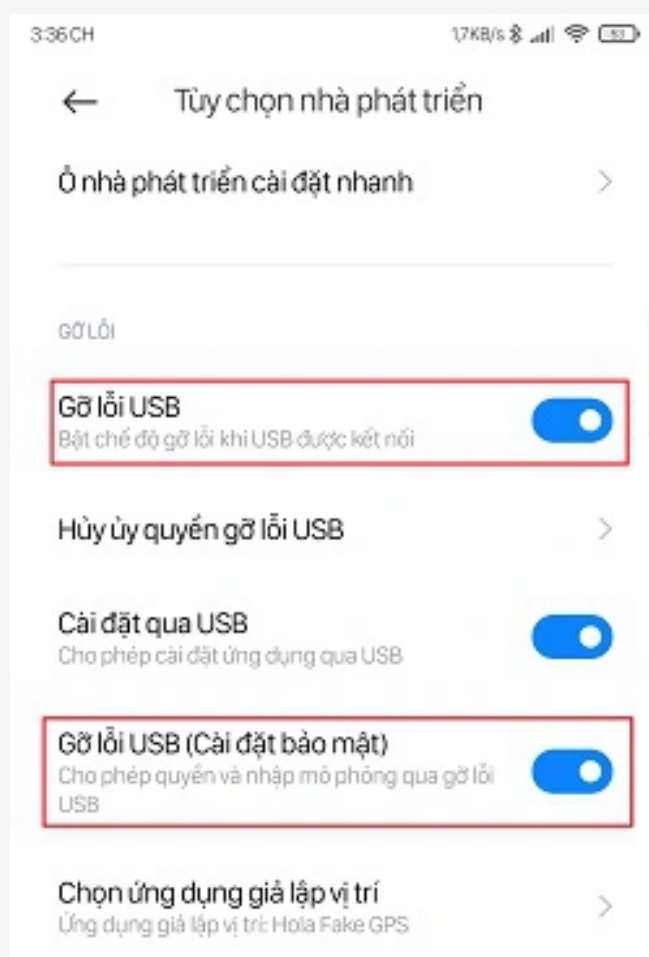 3:36 CH
1,7KB/s
53
Tùy chọn nhà phát triển
Ô nhà phát triển cài đặt nhanh
GỠ LỖI
Gỡ lỗi USB
Bật chế độ gỡ lỗi khi USB được kết nối
Hủy ủy quyền gỡ lỗi USB
Cài đặt qua USB
Cho phép cài đặt ứng dụng qua USB
Gỡ lỗi USB (Cài đặt bảo mật)
Cho phép quyền và nhập mô phỏng qua gỡ lỗi
USB
Chọn ứng dụng giả lập vị trí
Ứng dụng giả lập vị trí: Hola Fake GPS